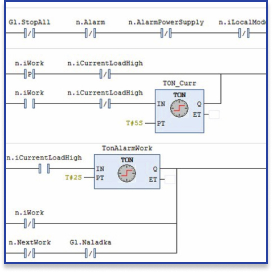 G1.StopAll n.Alarm n.AlarmPowerSupply n.iLocalMod
n.iWork n.iCurrentLoadHigh
P
TON_Curr
n.iWork n.iCurrentLoadHigh
TON
IN Q
T#5S PT ET
TonAlarmWork
n.iCurrentLoadHigh
TON
IN Q
T#2S PT ET
n.iWork
n.NextWork G1.Naladka